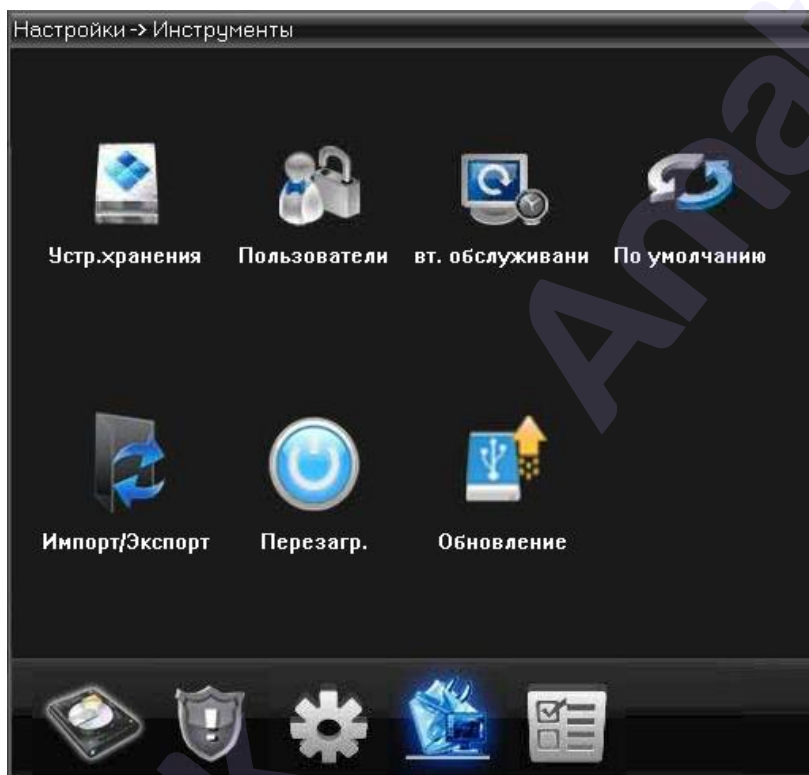 Настройки -> Инструменты
Устр.хранения
Пользователи
вт. обслуживани
По умолчанию
Импорт/Экспорт
Перезагр.
Обновление